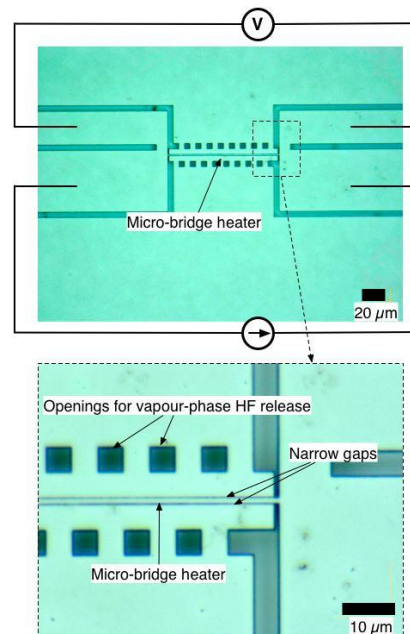 V
Micro-bridge heater
20 µm
Openings for vapour-phase HF release
Narrow gaps
Micro-bridge heater
10 µm